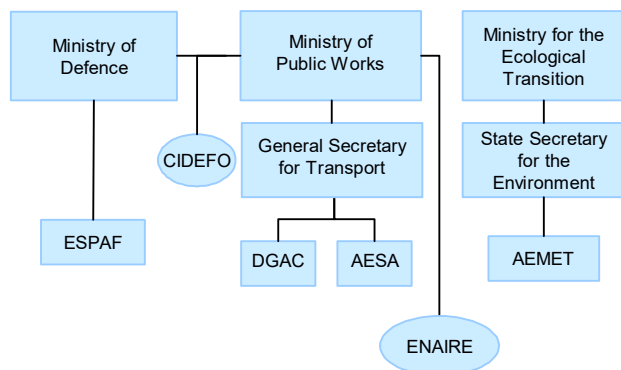 Ministry of
Defence
Ministry of
Public Works
Ministry for the
Ecological
Transition
CIDEFO
General Secretary
for Transport
State Secretary
for the
Environment
ESPAF
DGAC
AESA
AEMET
ENAIRE